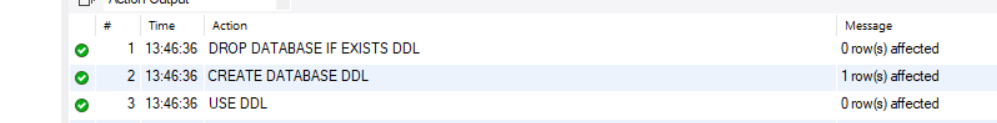 Action Output
# Time Action Message
1 13:46:36 DROP DATABASE IF EXISTS DDL 0 row(s) affected
2 13:46:36 CREATE DATABASE DDL 1 row(s) affected
3 13:46:36 USE DDL 0 row(s) affected